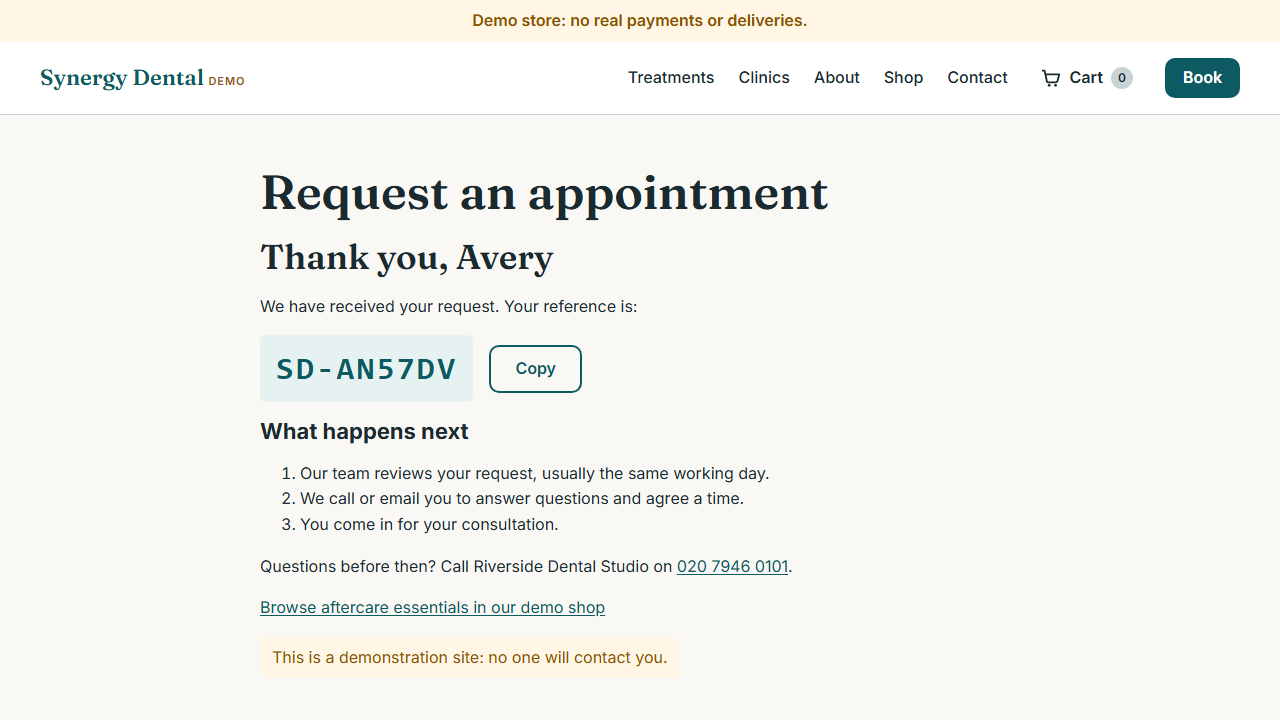 Demo store: no real payments or deliveries.
Synergy Dental DEMO
Treatments Clinics About Shop Contact Cart 0 Book
Request an appointment
Thank you, Avery
We have received your request. Your reference is:
SD-AN57DV Copy
What happens next
1. Our team reviews your request, usually the same working day.
2. We call or email you to answer questions and agree a time.
3. You come in for your consultation.
Questions before then? Call Riverside Dental Studio on 020 7946 0101.
Browse aftercare essentials in our demo shop
This is a demonstration site: no one will contact you.